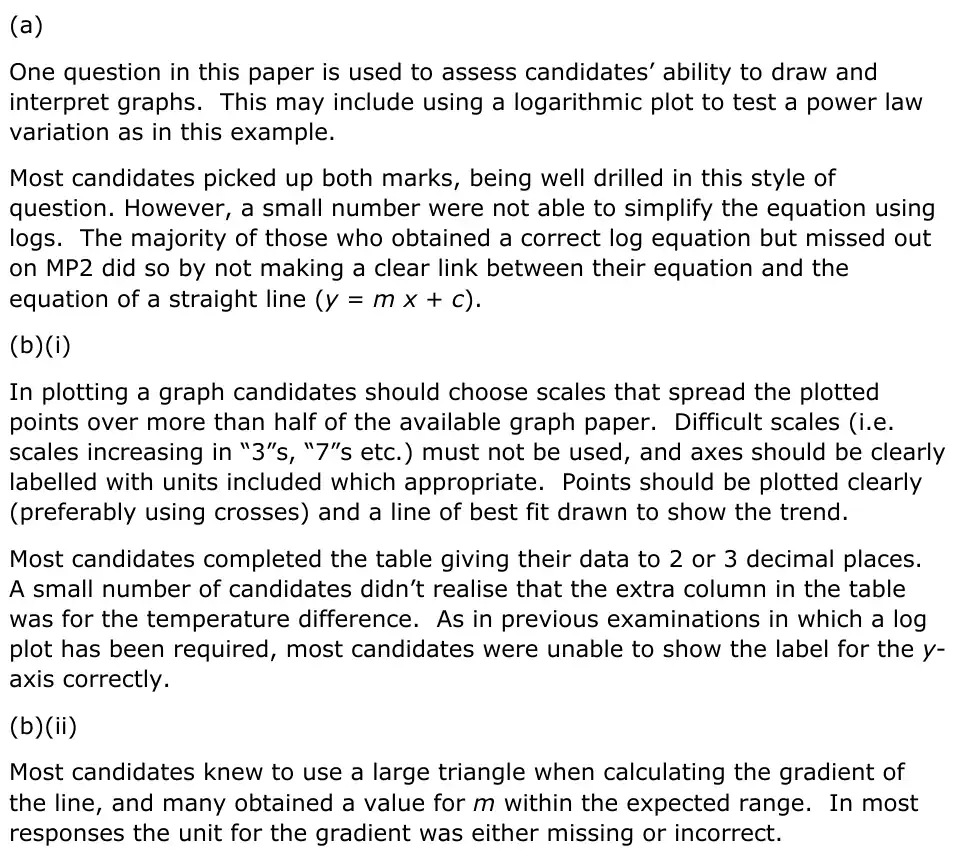 (a)
One question in this paper is used to assess candidates’ ability to draw and
interpret graphs.  This may include using a logarithmic plot to test a power law
variation as in this example.
Most candidates picked up both marks, being well drilled in this style of
question. However, a small number were not able to simplify the equation using
logs.  The majority of those who obtained a correct log equation but missed out
on MP2 did so by not making a clear link between their equation and the
equation of a straight line (y = m x + c).
(b)(i)
In plotting a graph candidates should choose scales that spread the plotted
points over more than half of the available graph paper.  Difficult scales (i.e.
scales increasing in “3”s, “7”s etc.) must not be used, and axes should be clearly
labelled with units included which appropriate.  Points should be plotted clearly
(preferably using crosses) and a line of best fit drawn to show the trend.
Most candidates completed the table giving their data to 2 or 3 decimal places.
A small number of candidates didn’t realise that the extra column in the table
was for the temperature difference.  As in previous examinations in which a log
plot has been required, most candidates were unable to show the label for the y-
axis correctly.
(b)(ii)
Most candidates knew to use a large triangle when calculating the gradient of
the line, and many obtained a value for m within the expected range.  In most
responses the unit for the gradient was either missing or incorrect.